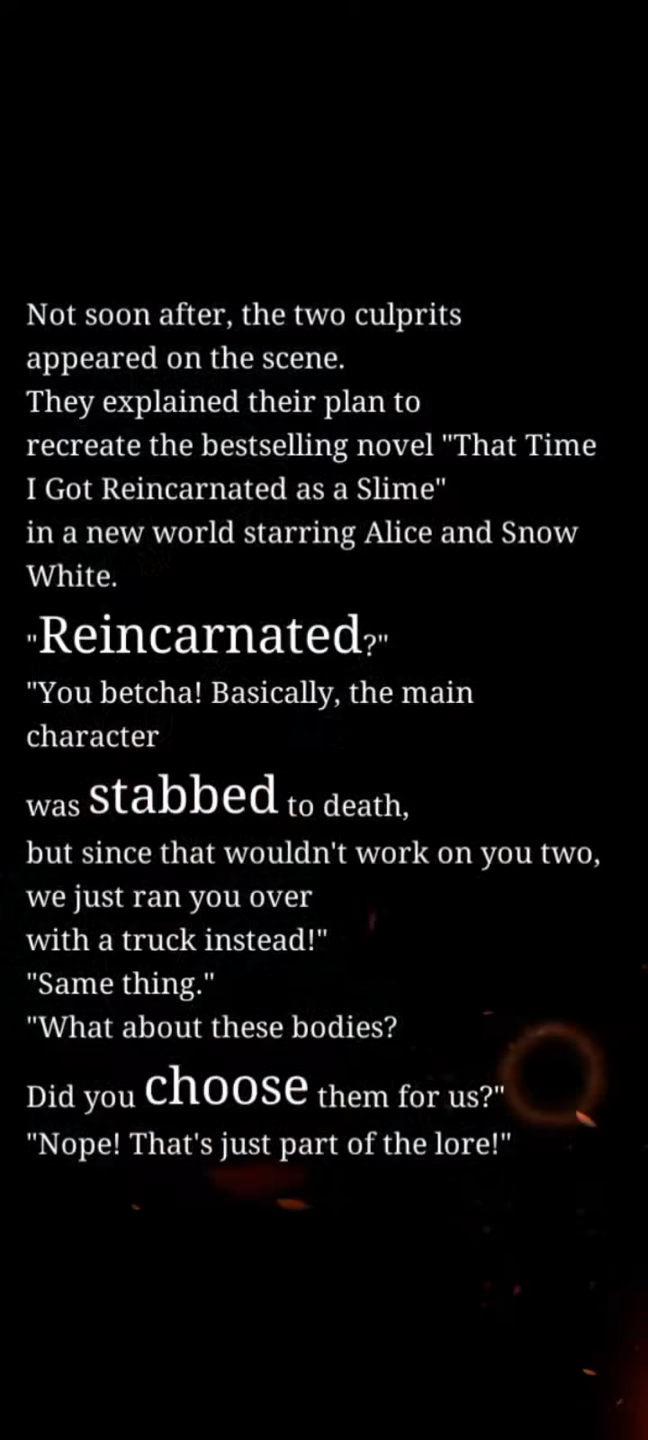 Not soon after, the two culprits
appeared on the scene.
They explained their plan to
recreate the bestselling novel "That Time
I Got Reincarnated as a Slime"
in a new world starring Alice and Snow
White.
"Reincarnated?"
"You betcha! Basically, the main
character
was stabbed to death,
but since that wouldn't work on you two,
we just ran you over
with a truck instead!"
"Same thing."
"What about these bodies?
Did you choose them for us?"
"Nope! That's just part of the lore!"